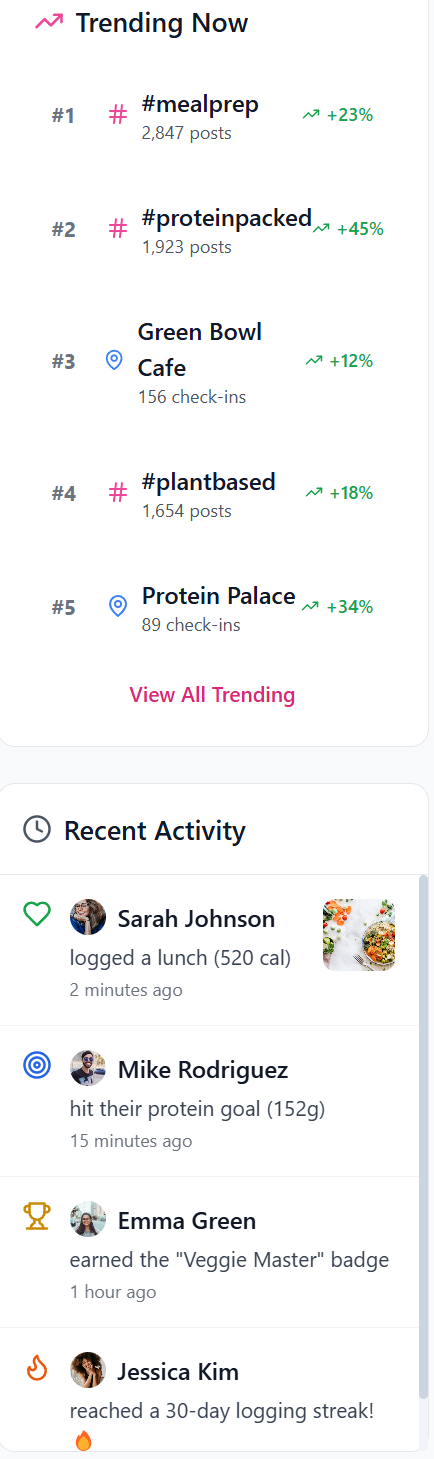 Trending Now
#1
#mealprep
2,847 posts
+23%
#2
#proteinpacked
1,923 posts
+45%
#3
Green Bowl
Cafe
156 check-ins
+12%
#4
#plantbased
1,654 posts
+18%
#5
Protein Palace
89 check-ins
+34%
View All Trending
Recent Activity
Sarah Johnson
logged a lunch (520 cal)
2 minutes ago
Mike Rodriguez
hit their protein goal (152g)
15 minutes ago
Emma Green
earned the "Veggie Master" badge
1 hour ago
Jessica Kim
reached a 30-day logging streak!
🔥